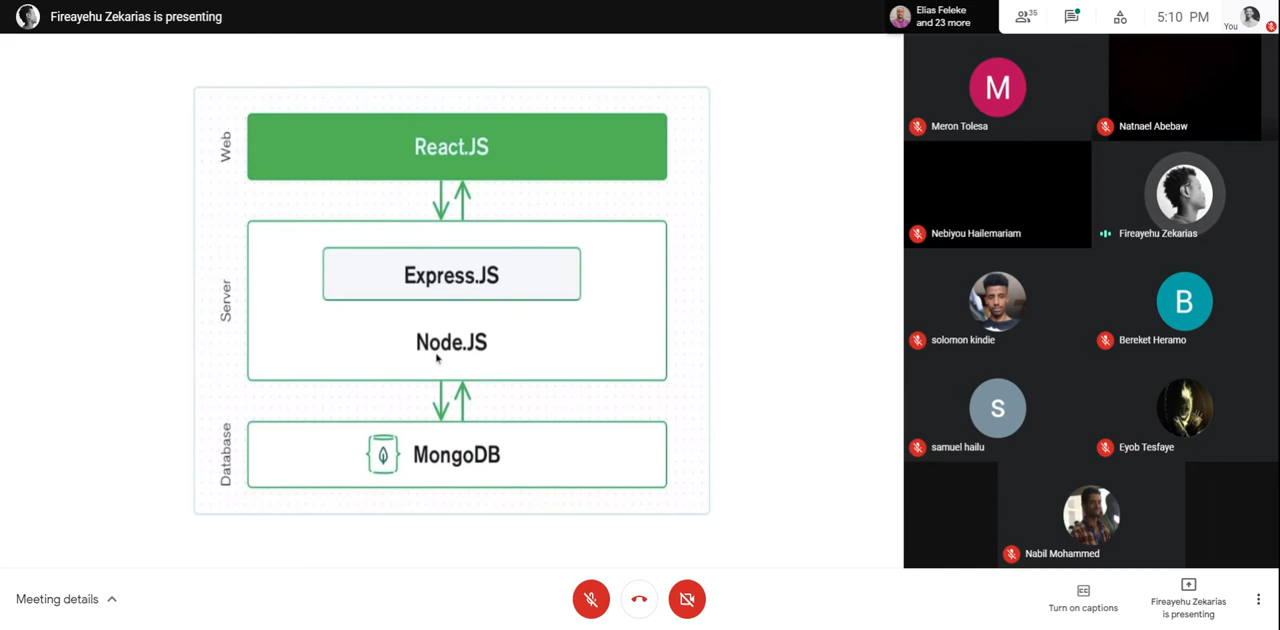 Fireayehu Zekarias is presenting
Elias Feleke
and 23 more
35
5:10 PM
You
Web
React.JS
Server
Express.JS
Node.JS
Database
MongoDB
M
Meron Tolesa
Natnael Abebaw
Nebiyou Hailemariam
Fireayehu Zekarias
solomon kindie
B
Bereket Heramo
s
samuel hailu
Eyob Tesfaye
Nabil Mohammed
Meeting details
CC
Turn on captions
Fireayehu Zekarias
is presenting